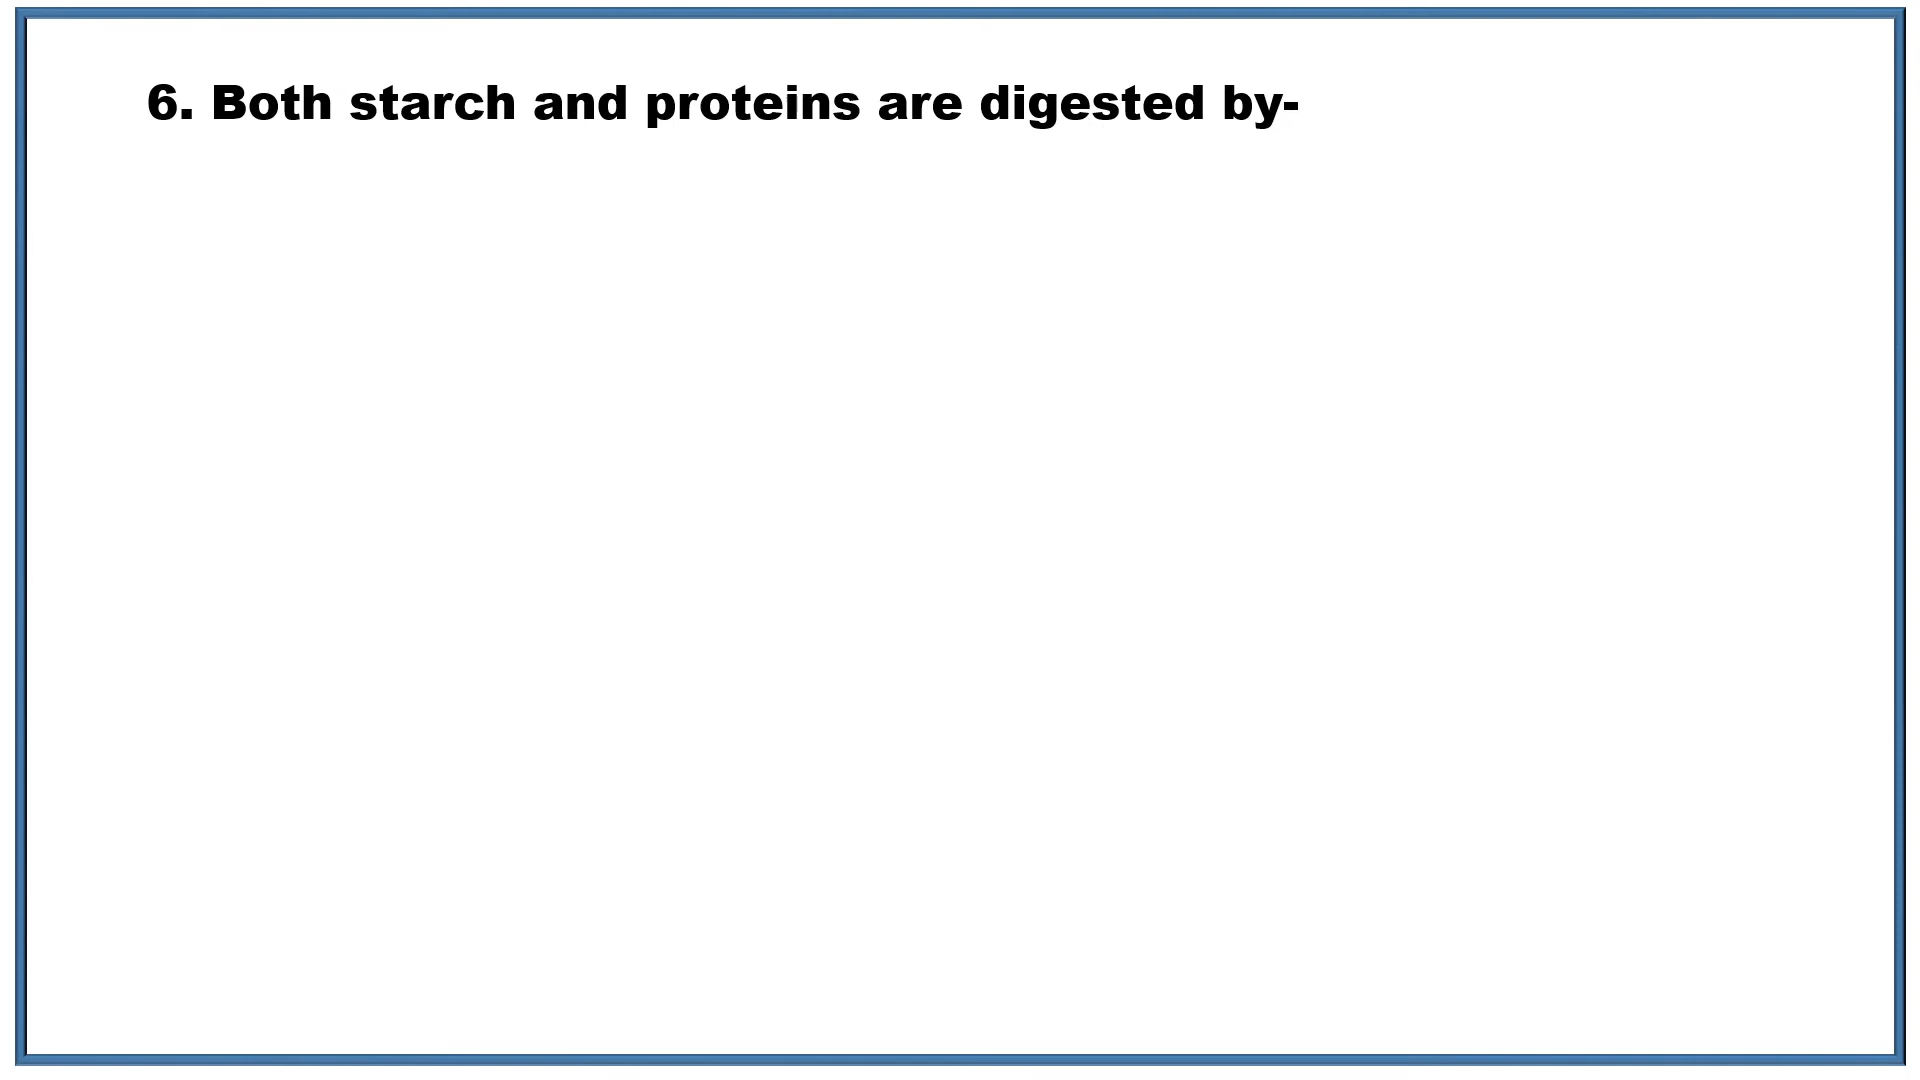 6. Both starch and proteins are digested by-